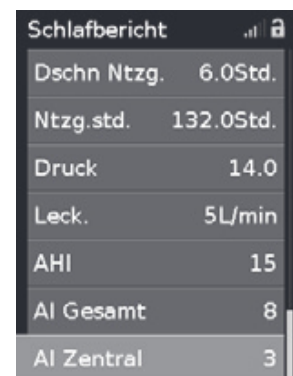 Schlafbericht
Dschn Ntzg. 6.0Std.
Ntzg.std. 132.0Std.
Druck 14.0
Leck. 5L/min
AHI 15
AI Gesamt 8
AI Zentral 3